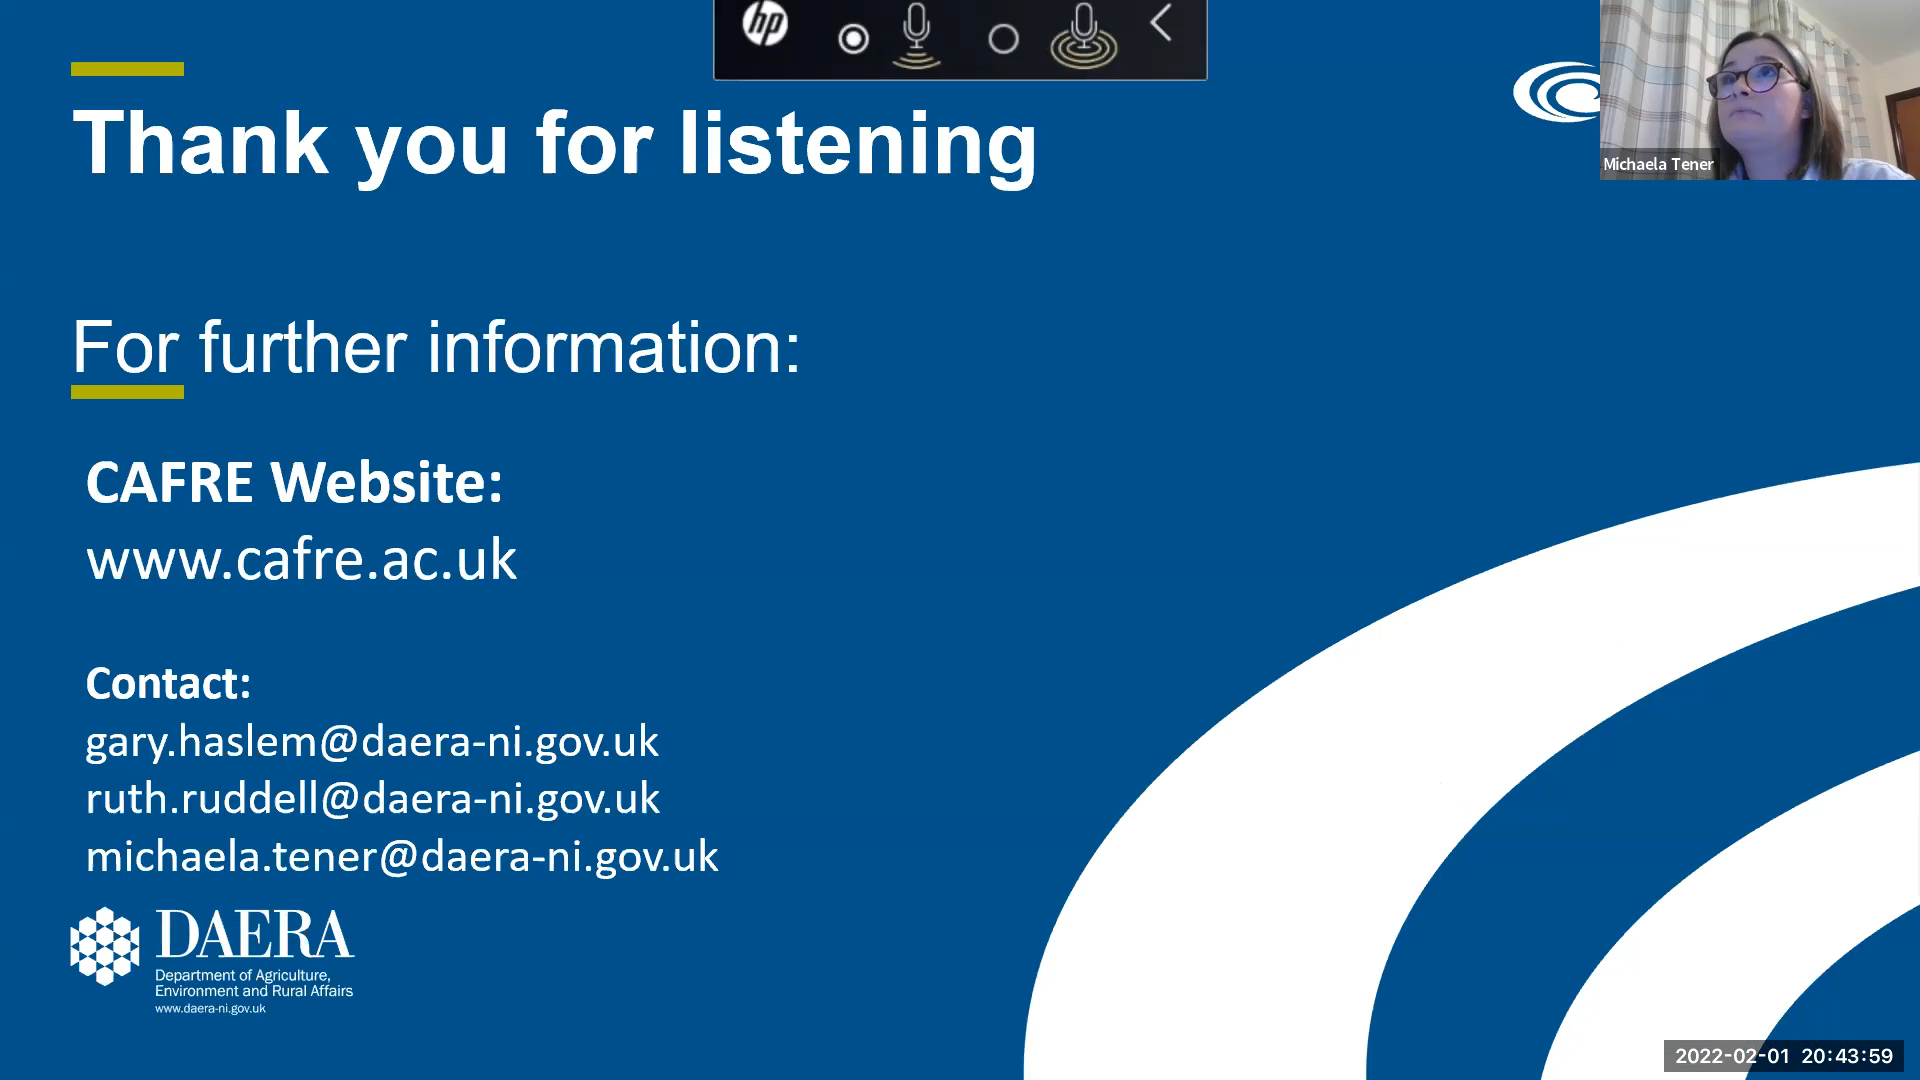 hp
Thank you for listening
Michaela Tener
For further information:
CAFRE Website:
www.cafre.ac.uk
Contact:
gary.haslem@daera-ni.gov.uk
ruth.ruddell@daera-ni.gov.uk
michaela.tener@daera-ni.gov.uk
DAERA
Department of Agriculture,
Environment and Rural Affairs
www.daera-ni.gov.uk
2022-02-01 20:43:59